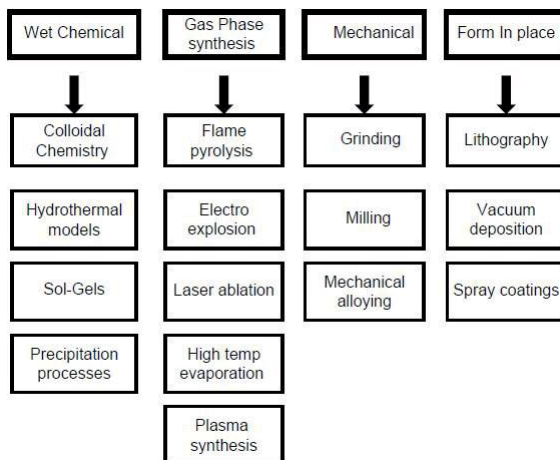 Wet Chemical
Gas Phase
synthesis
Mechanical
Form In place
Colloidal
Chemistry
Flame
pyrolysis
Grinding
Lithography
Hydrothermal
models
Electro
explosion
Milling
Vacuum
deposition
Sol-Gels
Laser ablation
Mechanical
alloying
Spray coatings
Precipitation
processes
High temp
evaporation
Plasma
synthesis